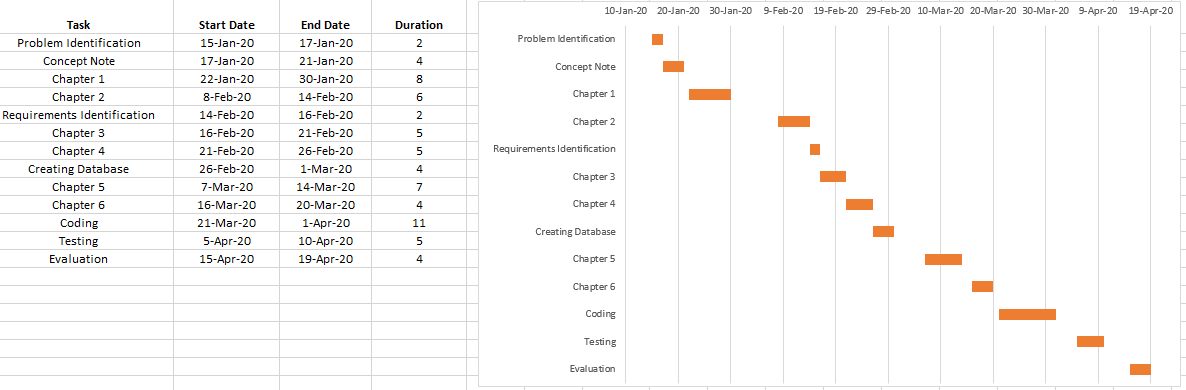 Task Start Date End Date Duration
Problem Identification 15-Jan-20 17-Jan-20 2
Concept Note 17-Jan-20 21-Jan-20 4
Chapter 1 22-Jan-20 30-Jan-20 8
Chapter 2 8-Feb-20 14-Feb-20 6
Requirements Identification 14-Feb-20 16-Feb-20 2
Chapter 3 16-Feb-20 21-Feb-20 5
Chapter 4 21-Feb-20 26-Feb-20 5
Creating Database 26-Feb-20 1-Mar-20 4
Chapter 5 7-Mar-20 14-Mar-20 7
Chapter 6 16-Mar-20 20-Mar-20 4
Coding 21-Mar-20 1-Apr-20 11
Testing 5-Apr-20 10-Apr-20 5
Evaluation 15-Apr-20 19-Apr-20 4
10-Jan-20 20-Jan-20 30-Jan-20 9-Feb-20 19-Feb-20 29-Feb-20 10-Mar-20 20-Mar-20 30-Mar-20 9-Apr-20 19-Apr-20
Problem Identification
Concept Note
Chapter 1
Chapter 2
Requirements Identification
Chapter 3
Chapter 4
Creating Database
Chapter 5
Chapter 6
Coding
Testing
Evaluation